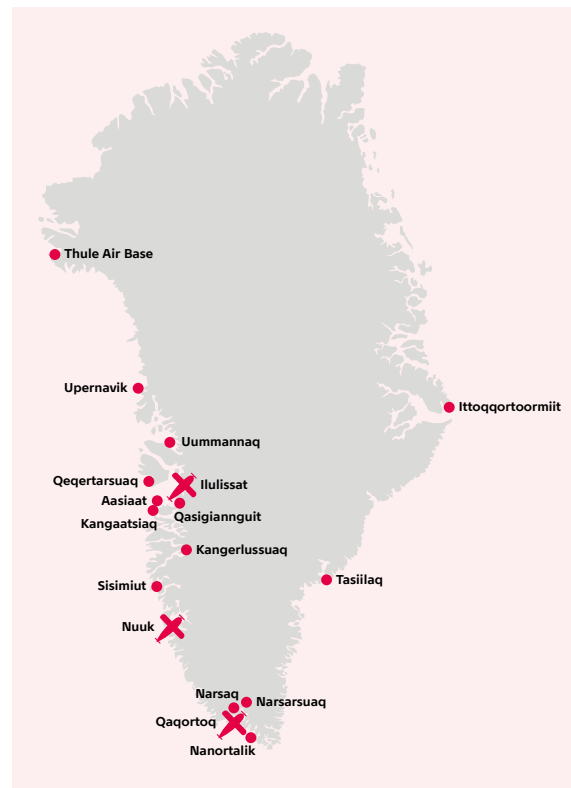 Thule Air Base
Upernavik
Ittoqqortoormiit
Uummannaq
Qeqertarsuaq
Ilulissat
Aasiaat
Qasigiannguit
Kangaatsiaq
Kangerlussuaq
Tasiilaq
Sisimiut
Nuuk
Narsaq
Narsarsuaq
Qaqortoq
Nanortalik